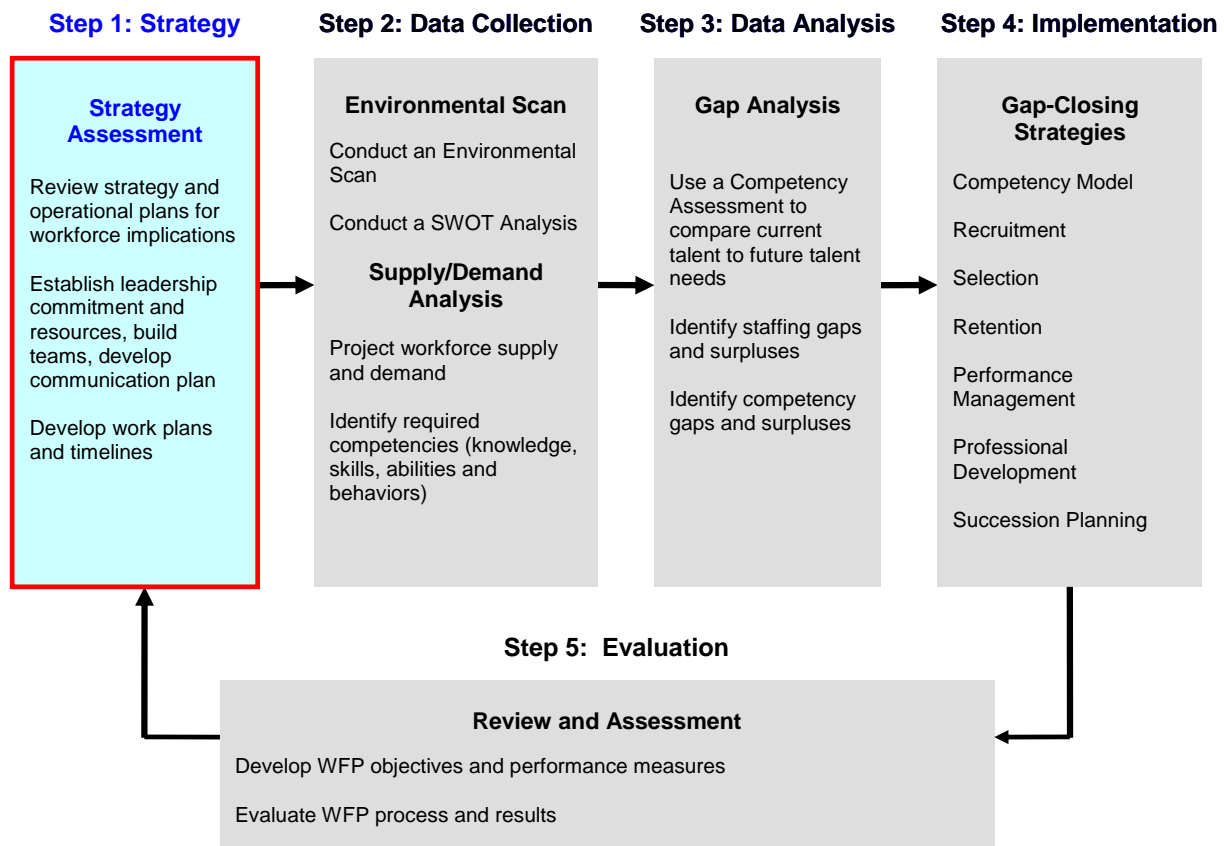 Step 1: Strategy
Strategy
Assessment
Review strategy and
operational plans for
workforce implications
Establish leadership
commitment and
resources, build
teams, develop
communication plan
Develop work plans
and timelines
Step 2: Data Collection
Environmental Scan
Conduct an Environmental
Scan
Conduct a SWOT Analysis
Supply/Demand
Analysis
Project workforce supply
and demand
Identify required
competencies (knowledge,
skills, abilities and
behaviors)
Step 3: Data Analysis
Gap Analysis
Use a Competency
Assessment to
compare current
talent to future talent
needs
Identify staffing gaps
and surpluses
Identify competency
gaps and surpluses
Step 4: Implementation
Gap-Closing
Strategies
Competency Model
Recruitment
Selection
Retention
Performance
Management
Professional
Development
Succession Planning
Step 5: Evaluation
Review and Assessment
Develop WFP objectives and performance measures
Evaluate WFP process and results